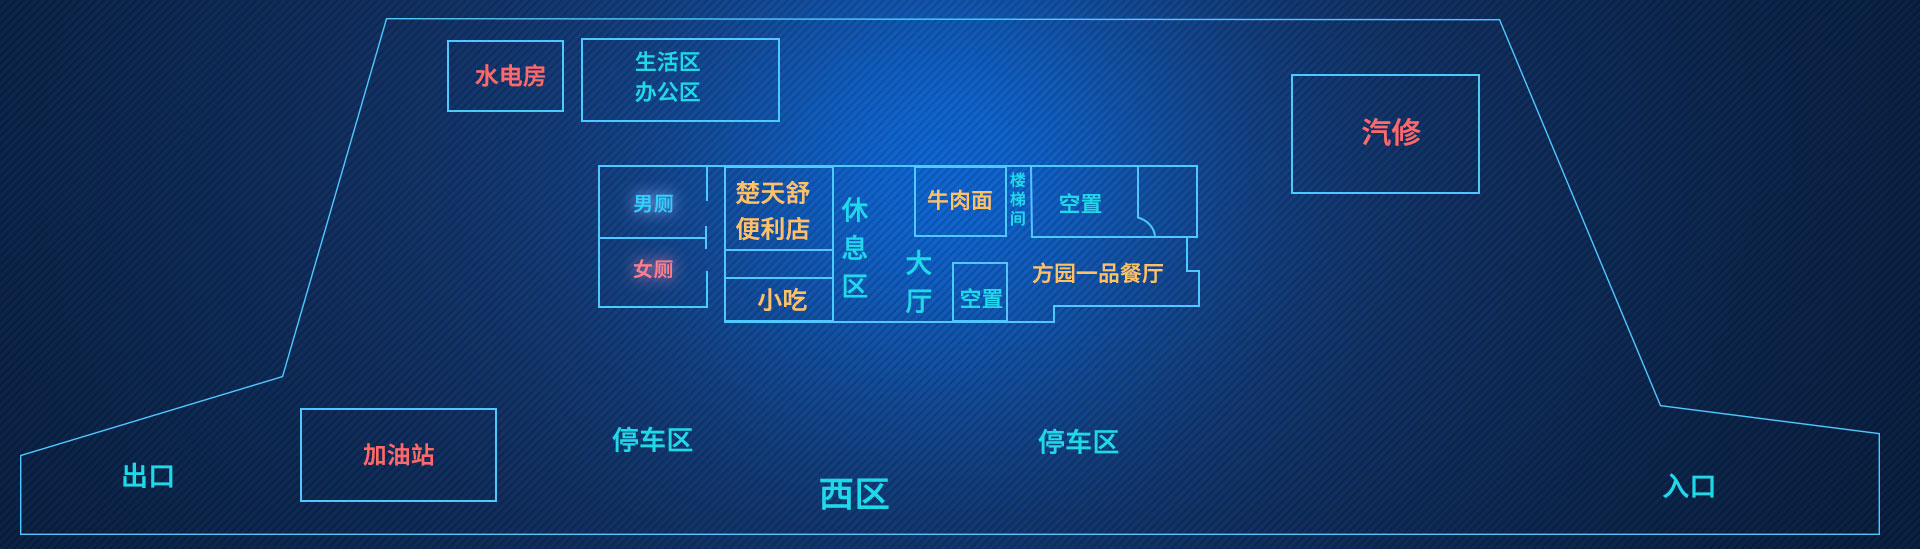 水电房
生活区
办公区
汽修
男厕
女厕
楚天舒
便利店
小吃
休息区
大厅
牛肉面
楼梯间
空置
空置
方园一品餐厅
加油站
停车区
停车区
出口
西区
入口